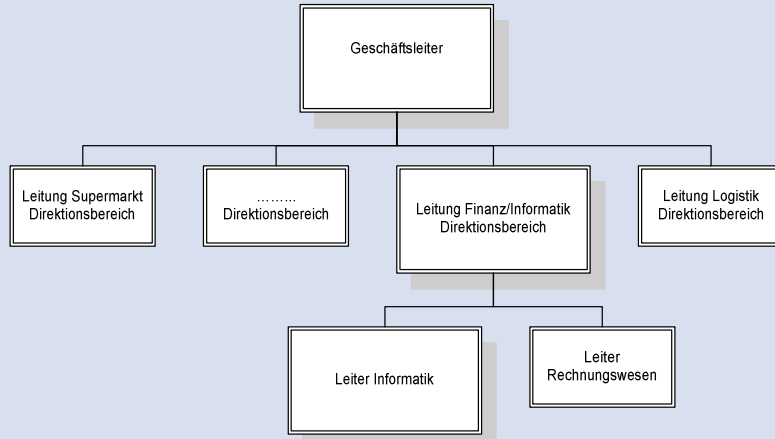 Geschäftsleiter
Leitung Supermarkt
Direktionsbereich
………
Direktionsbereich
Leitung Finanz/Informatik
Direktionsbereich
Leitung Logistik
Direktionsbereich
Leiter Informatik
Leiter
Rechnungswesen